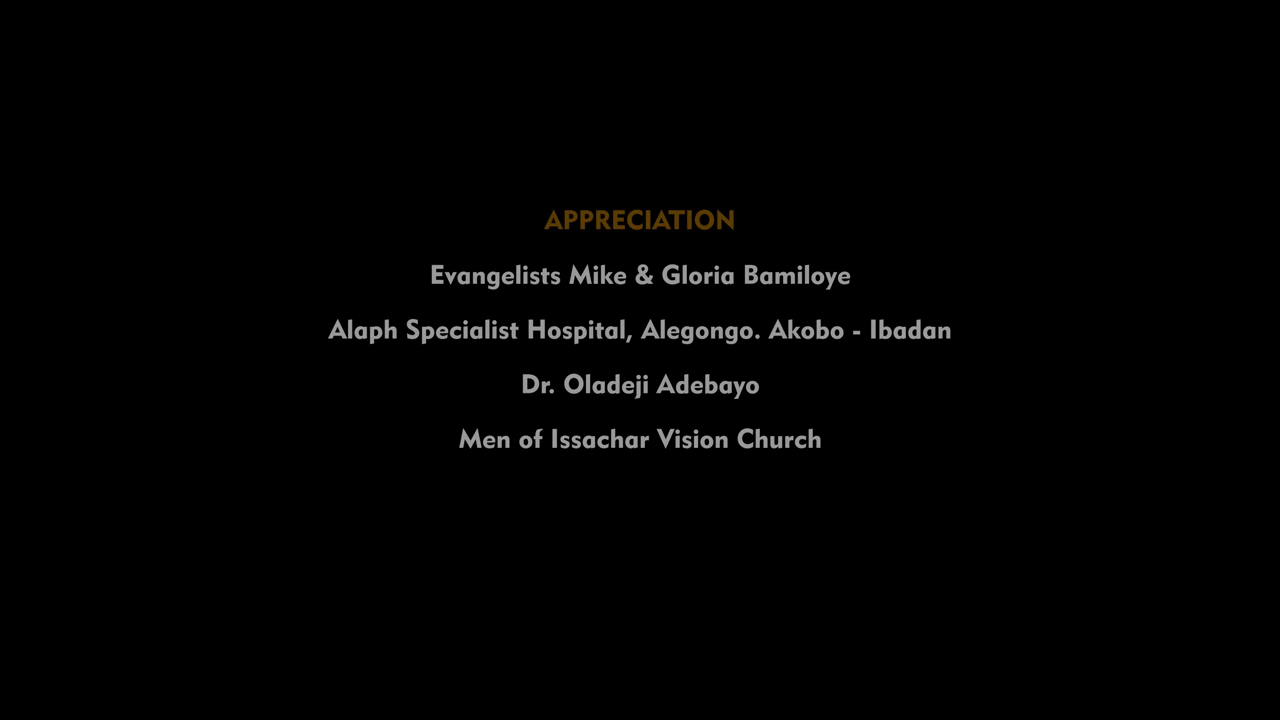 APPRECIATION
Evangelists Mike & Gloria Bamiloye
Alaph Specialist Hospital, Alegongo. Akobo - Ibadan
Dr. Oladeji Adebayo
Men of Issachar Vision Church